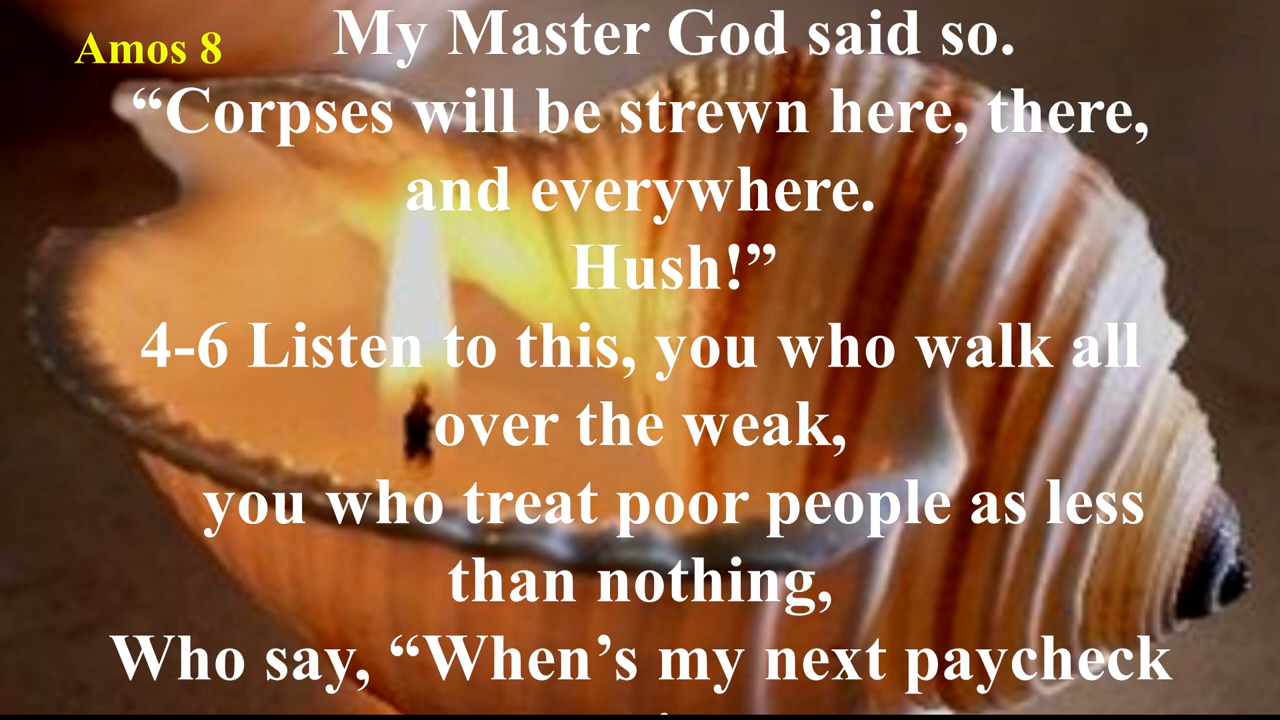 Amos 8
My Master God said so.
“Corpses will be strewn here, there,
and everywhere.
Hush!”
4-6 Listen to this, you who walk all
over the weak,
you who treat poor people as less
than nothing,
Who say, “When’s my next paycheck